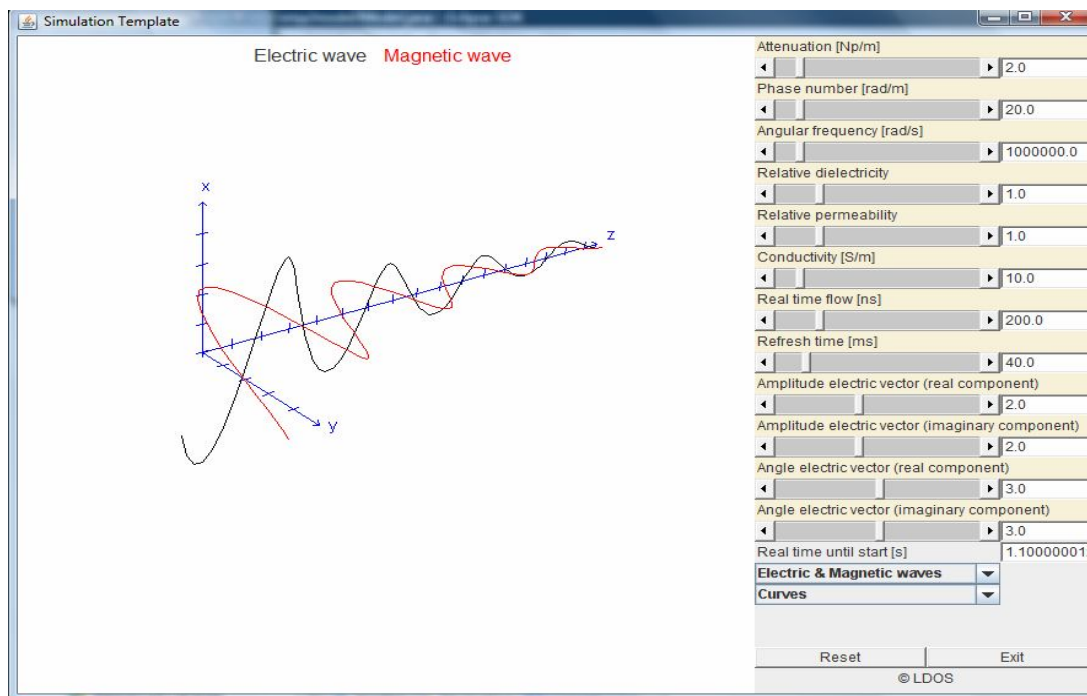 Simulation Template
Electric wave Magnetic wave
x
z
y
Attenuation [Np/m]
2.0
Phase number [rad/m]
20.0
Angular frequency [rad/s]
1000000.0
Relative dielectricity
1.0
Relative permeability
1.0
Conductivity [S/m]
10.0
Real time flow [ns]
200.0
Refresh time [ms]
40.0
Amplitude electric vector (real component)
2.0
Amplitude electric vector (imaginary component)
2.0
Angle electric vector (real component)
3.0
Angle electric vector (imaginary component)
3.0
Real time until start [s] 1.10000001
Electric & Magnetic waves
Curves
Reset Exit
© LDOS